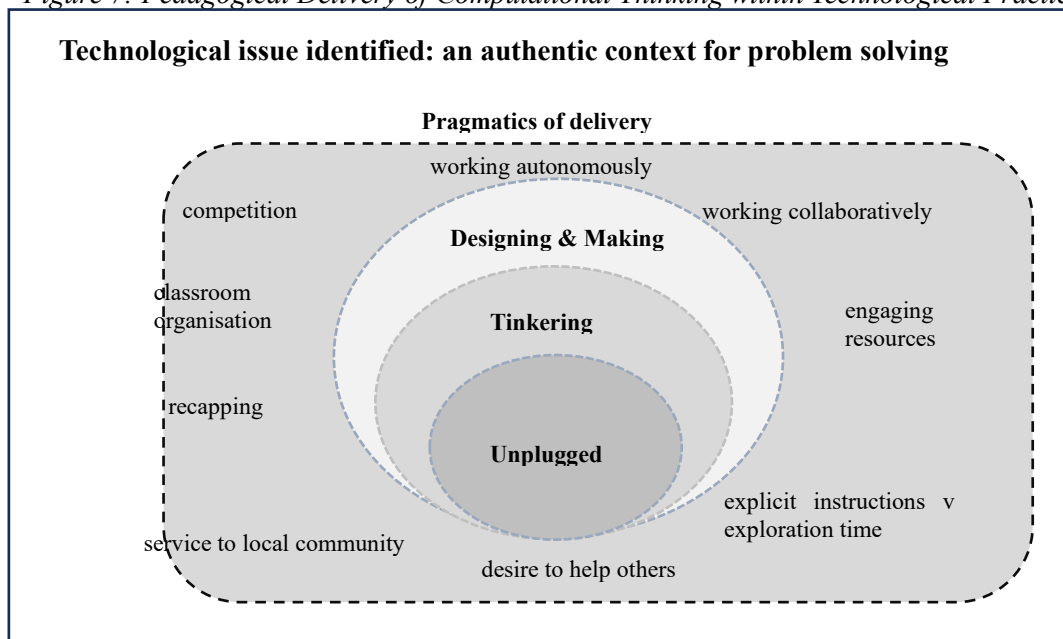 Figure 7: Pedagogical Delivery of Computational Thinking within Technological Practice
Technological issue identified: an authentic context for problem solving
Pragmatics of delivery
working autonomously
competition
working collaboratively
Designing & Making
classroom
organisation
engaging
resources
Tinkering
recapping
Unplugged
explicit instructions v
exploration time
service to local community
desire to help others